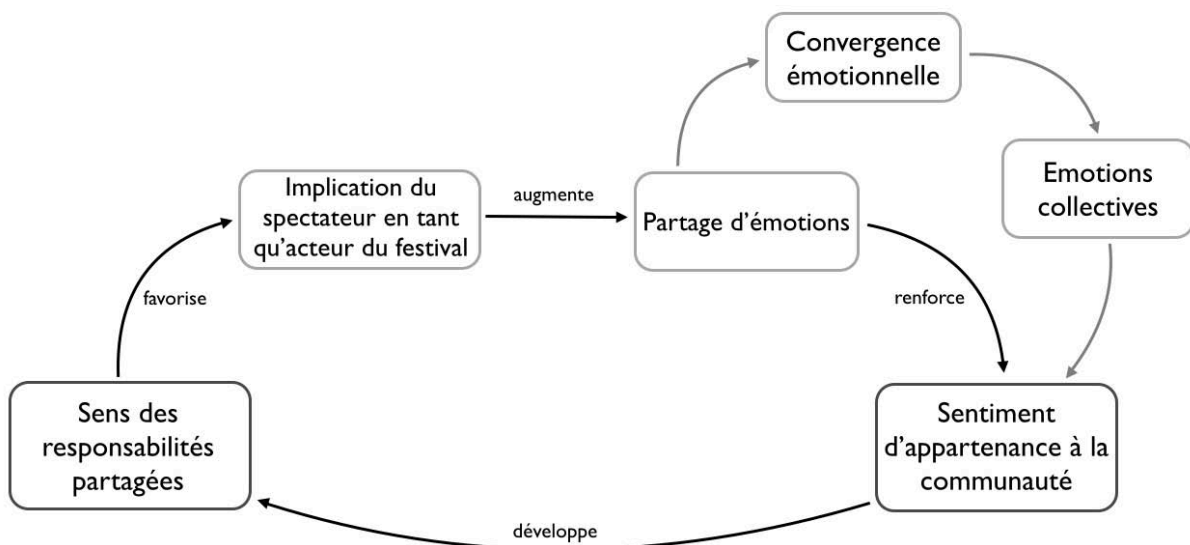 Convergence
émotionnelle
Emotions
collectives
Implication du
spectateur en tant
qu'acteur du festival
augmente
Partage d'émotions
favorise
renforce
Sens des
responsabilités
partagées
Sentiment
d'appartenance à la
communauté
développe